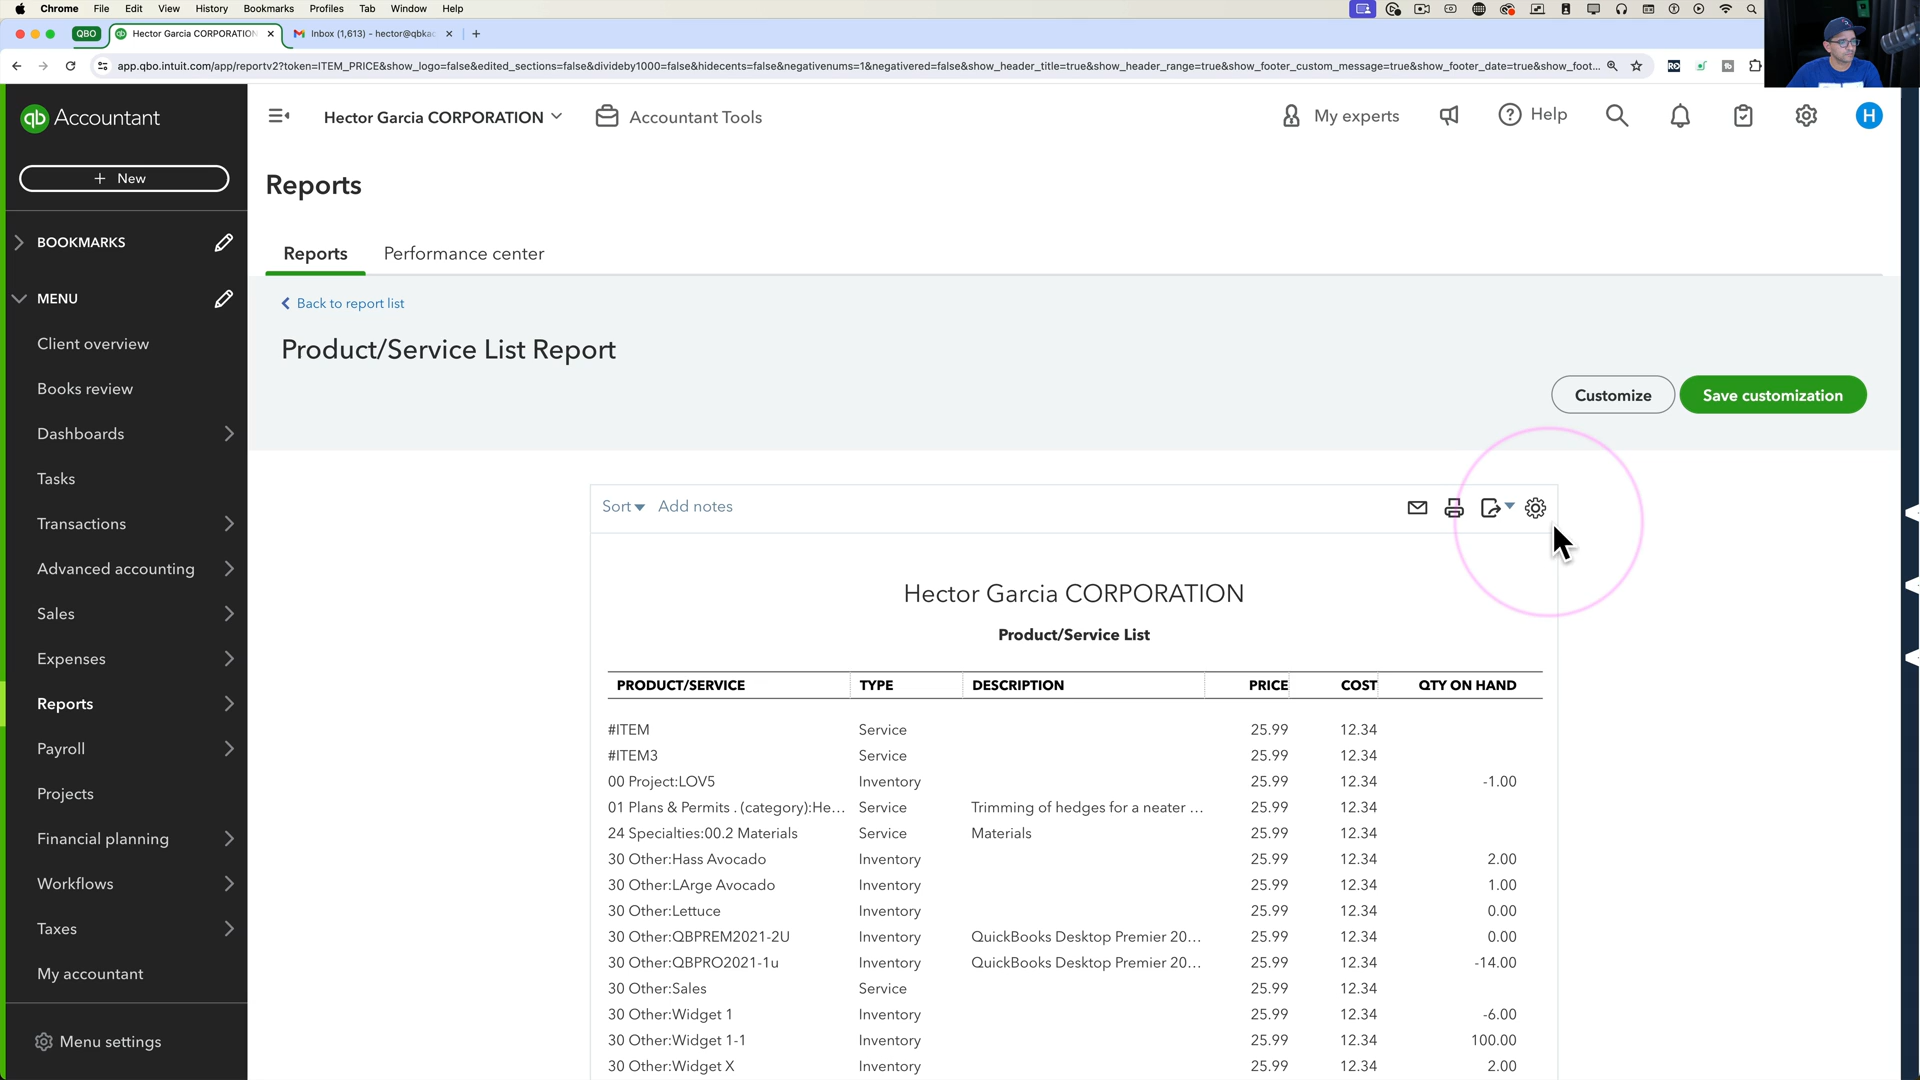 Chrome File Edit View History Bookmarks Profiles Tab Window Help
QBO Hector Garcia CORPORATION Inbox (1,613) - hector@qbka
app.qbo.intuit.com/app/reportv2?token=ITEM_PRICE&show_logo=false&edited_sections=false&divideby1000=false&hidecents=false&negativenums=1&negativered=false&show_header_title=true&show_header_range=true&show_footer_custom_message=true&show_footer_date=true&show_foot...
qb Accountant
Hector Garcia CORPORATION Accountant Tools My experts Help H
+ New
BOOKMARKS
MENU
Client overview
Books review
Dashboards
Tasks
Transactions
Advanced accounting
Sales
Expenses
Reports
Payroll
Projects
Financial planning
Workflows
Taxes
My accountant
Menu settings
Reports
Reports Performance center
Back to report list
Product/Service List Report
Customize Save customization
Sort Add notes
Hector Garcia CORPORATION
Product/Service List
PRODUCT/SERVICE TYPE DESCRIPTION PRICE COST QTY ON HAND
#ITEM Service 25.99 12.34
#ITEM3 Service 25.99 12.34
00 Project:LOV5 Inventory 25.99 12.34 -1.00
01 Plans & Permits . (category):He... Service Trimming of hedges for a neater ... 25.99 12.34
24 Specialties:00.2 Materials Service Materials 25.99 12.34
30 Other:Hass Avocado Inventory 25.99 12.34 2.00
30 Other:LArge Avocado Inventory 25.99 12.34 1.00
30 Other:Lettuce Inventory 25.99 12.34 0.00
30 Other:QBPREM2021-2U Inventory QuickBooks Desktop Premier 20... 25.99 12.34 0.00
30 Other:QBPRO2021-1u Inventory QuickBooks Desktop Premier 20... 25.99 12.34 -14.00
30 Other:Sales Service 25.99 12.34
30 Other:Widget 1 Inventory 25.99 12.34 -6.00
30 Other:Widget 1-1 Inventory 25.99 12.34 100.00
30 Other:Widget X Inventory 25.99 12.34 2.00